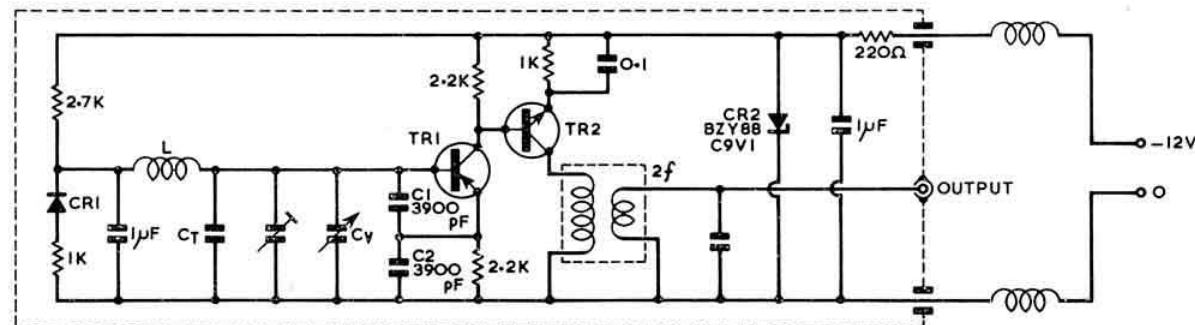 220Ω
2.7K
2.2K
1K
0.1
TR1
TR2
CR2
BZY88
C9V1
1µF
-12V
L
2f
OUTPUT
0
CR1
1µF
CT
CV
C1
3900
pF
1K
C2
3900
pF
2.2K